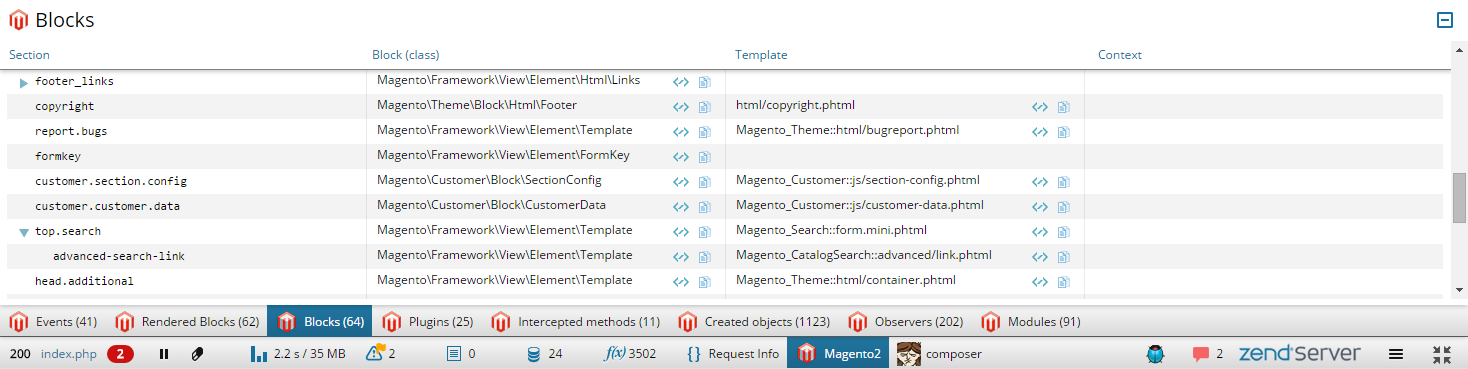 Blocks
Section Block (class) Template Context
footer_links Magento\Framework\View\Element\Html\Links
copyright Magento\Theme\Block\Html\Footer html/copyright.phtml
report.bugs Magento\Framework\View\Element\Template Magento_Theme::html/bugreport.phtml
formkey Magento\Framework\View\Element\FormKey
customer.section.config Magento\Customer\Block\SectionConfig Magento_Customer::js/section-config.phtml
customer.customer.data Magento\Customer\Block\CustomerData Magento_Customer::js/customer-data.phtml
top.search Magento\Framework\View\Element\Template Magento_Search::form.mini.phtml
advanced-search-link Magento\Framework\View\Element\Template Magento_CatalogSearch::advanced/link.phtml
head.additional Magento\Framework\View\Element\Template Magento_Theme::html/container.phtml
Events (41) Rendered Blocks (62) Blocks (64) Plugins (25) Intercepted methods (11) Created objects (1123) Observers (202) Modules (91)
200 index.php 2 2.2 s / 35 MB 2 0 24 f(x) 3502 {} Request Info Magento2 composer 2 zend Server